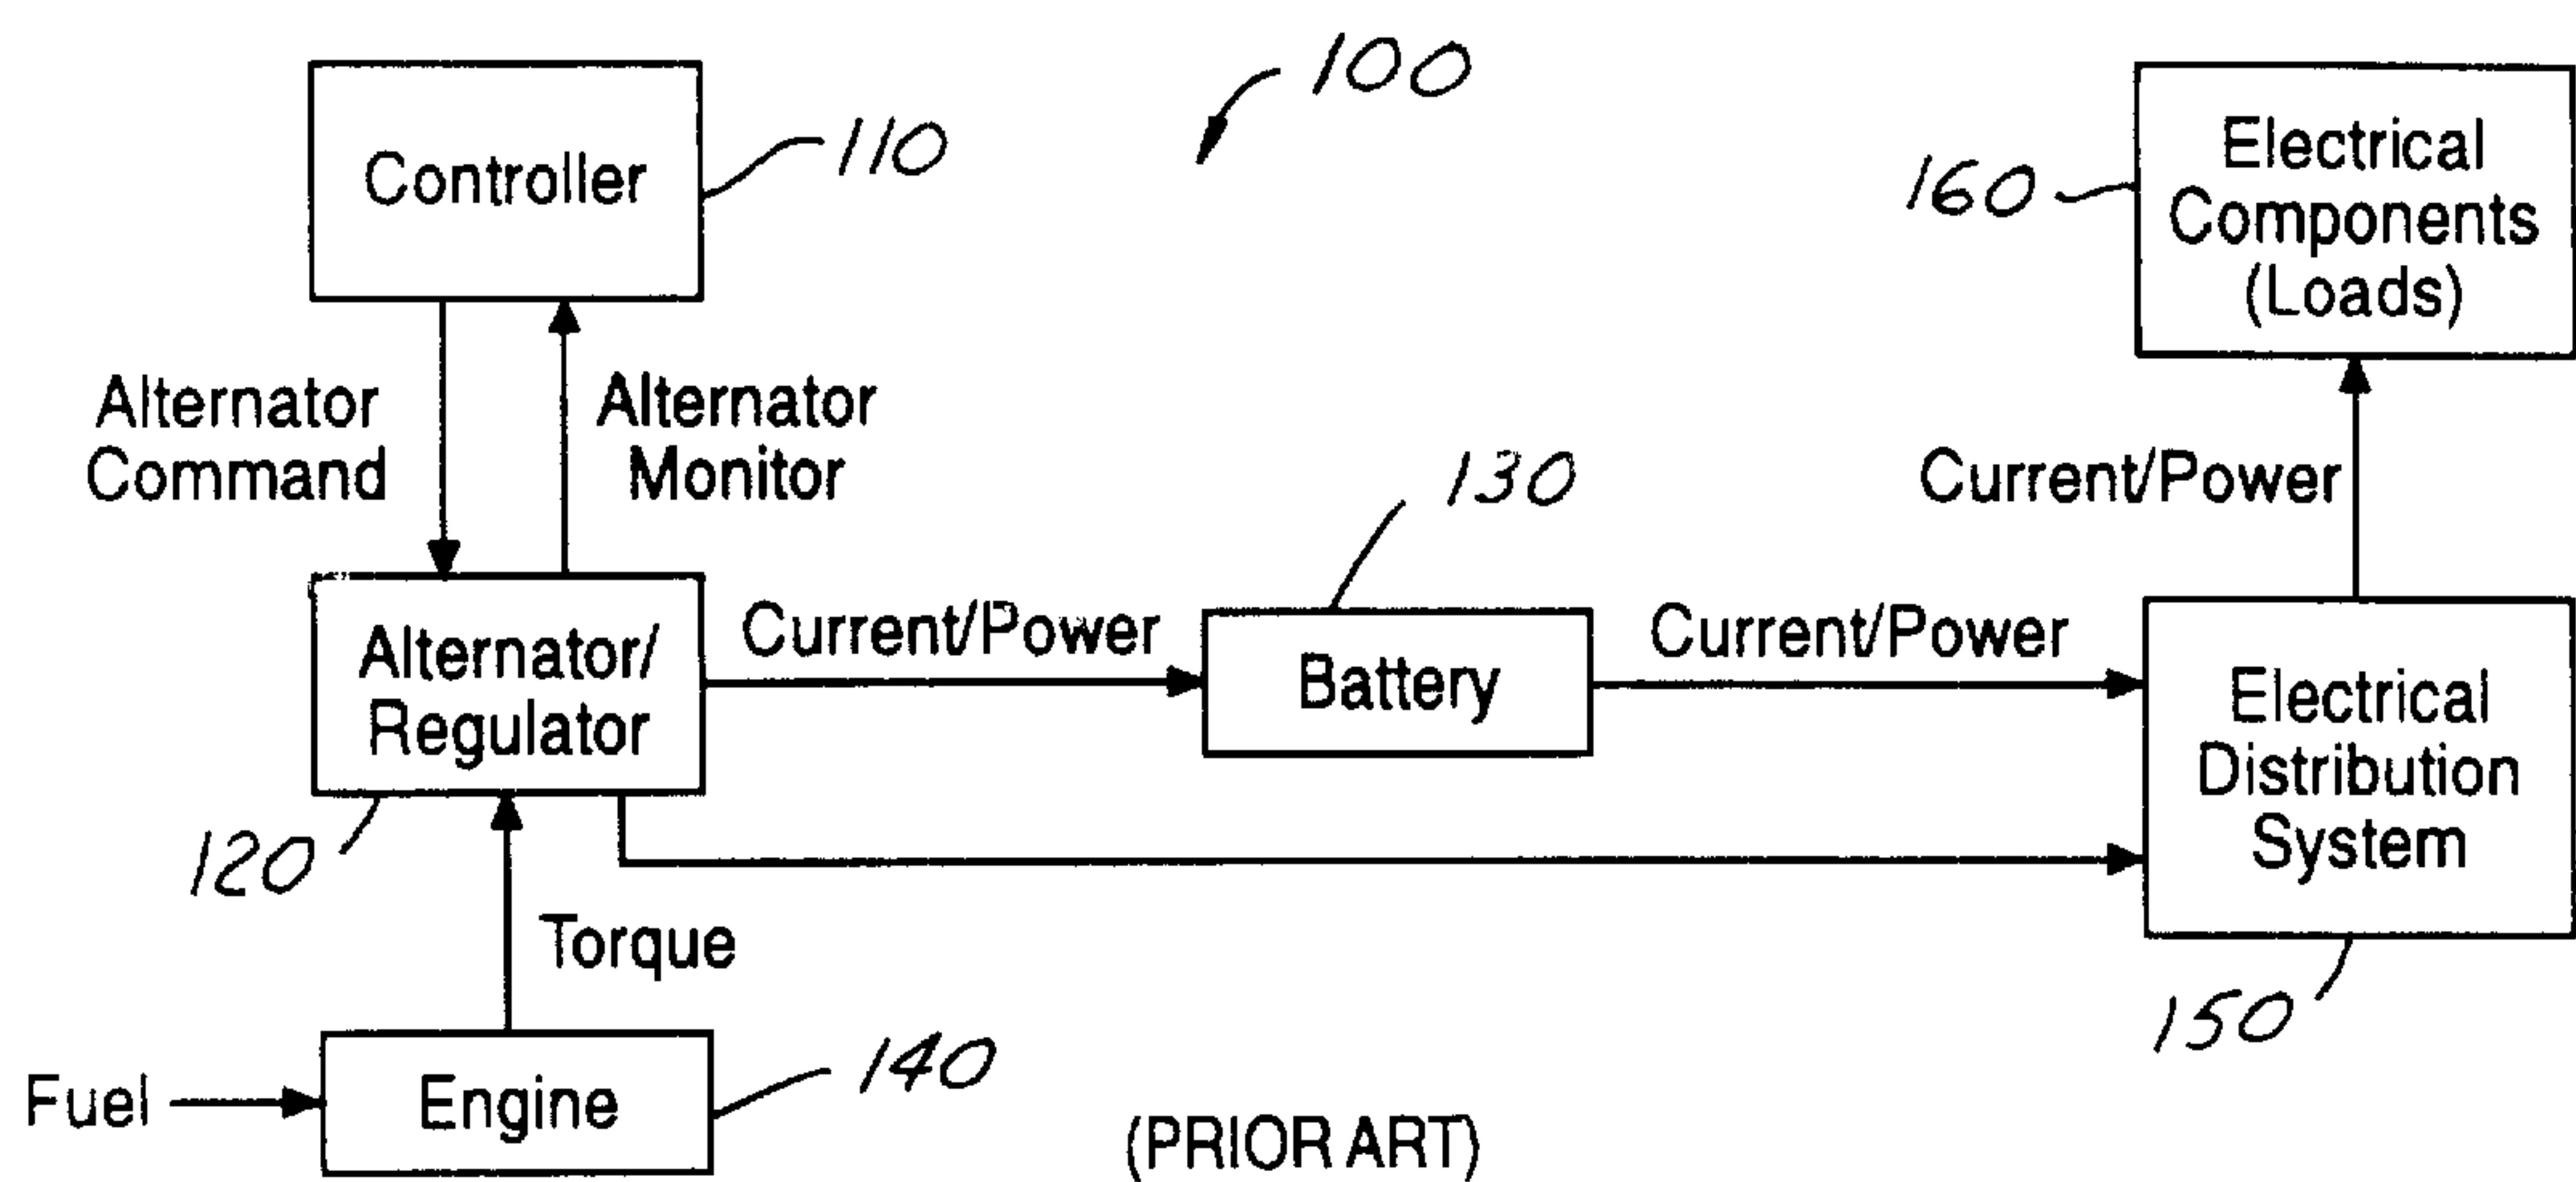 100
Controller
110
Electrical
Components
(Loads)
160
Alternator
Command
Alternator
Monitor
Current/Power
130
Alternator/
Regulator
120
Current/Power
Battery
Current/Power
Electrical
Distribution
System
150
Torque
Fuel
Engine
140
(PRIOR ART)